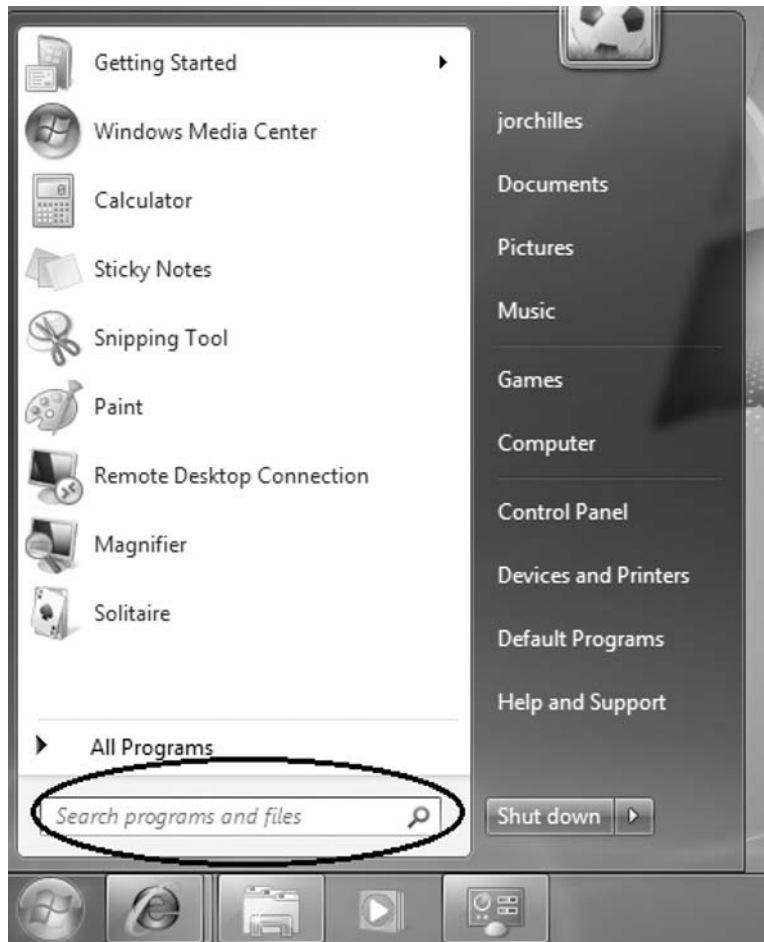 Getting Started
Windows Media Center
Calculator
Sticky Notes
Snipping Tool
Paint
Remote Desktop Connection
Magnifier
Solitaire
All Programs
Search programs and files
jorchilles
Documents
Pictures
Music
Games
Computer
Control Panel
Devices and Printers
Default Programs
Help and Support
Shut down